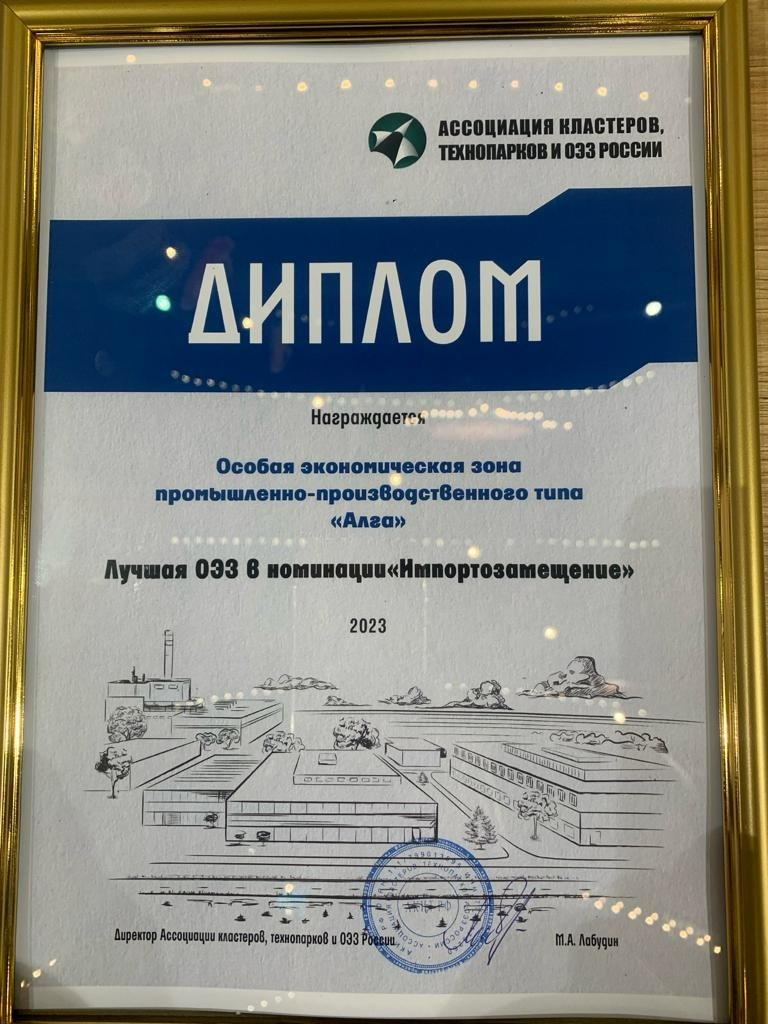 АССОЦИАЦИЯ КЛАСТЕРОВ,
ТЕХНОПАРКОВ И ОЭЗ РОССИИ
ДИПЛОМ
Награждается
Особая экономическая зона
промышленно-производственного типа
«Алга»
Лучшая ОЭЗ в номинации«Импортозамещение»
2023
Директор Ассоциации кластеров, технопарков и ОЭЗ России
М.А. Лабудин